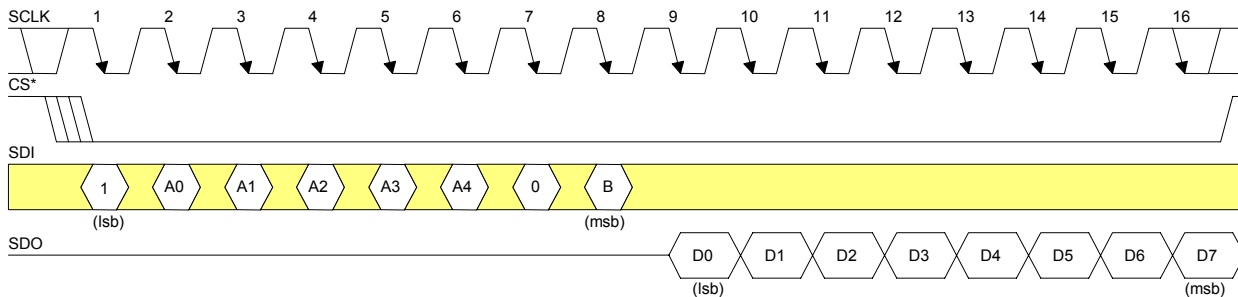 SCLK 1 2 3 4 5 6 7 8 9 10 11 12 13 14 15 16
CS*
SDI
1 A0 A1 A2 A3 A4 0 B
(lsb) (msb)
SDO
D0 D1 D2 D3 D4 D5 D6 D7
(lsb) (msb)